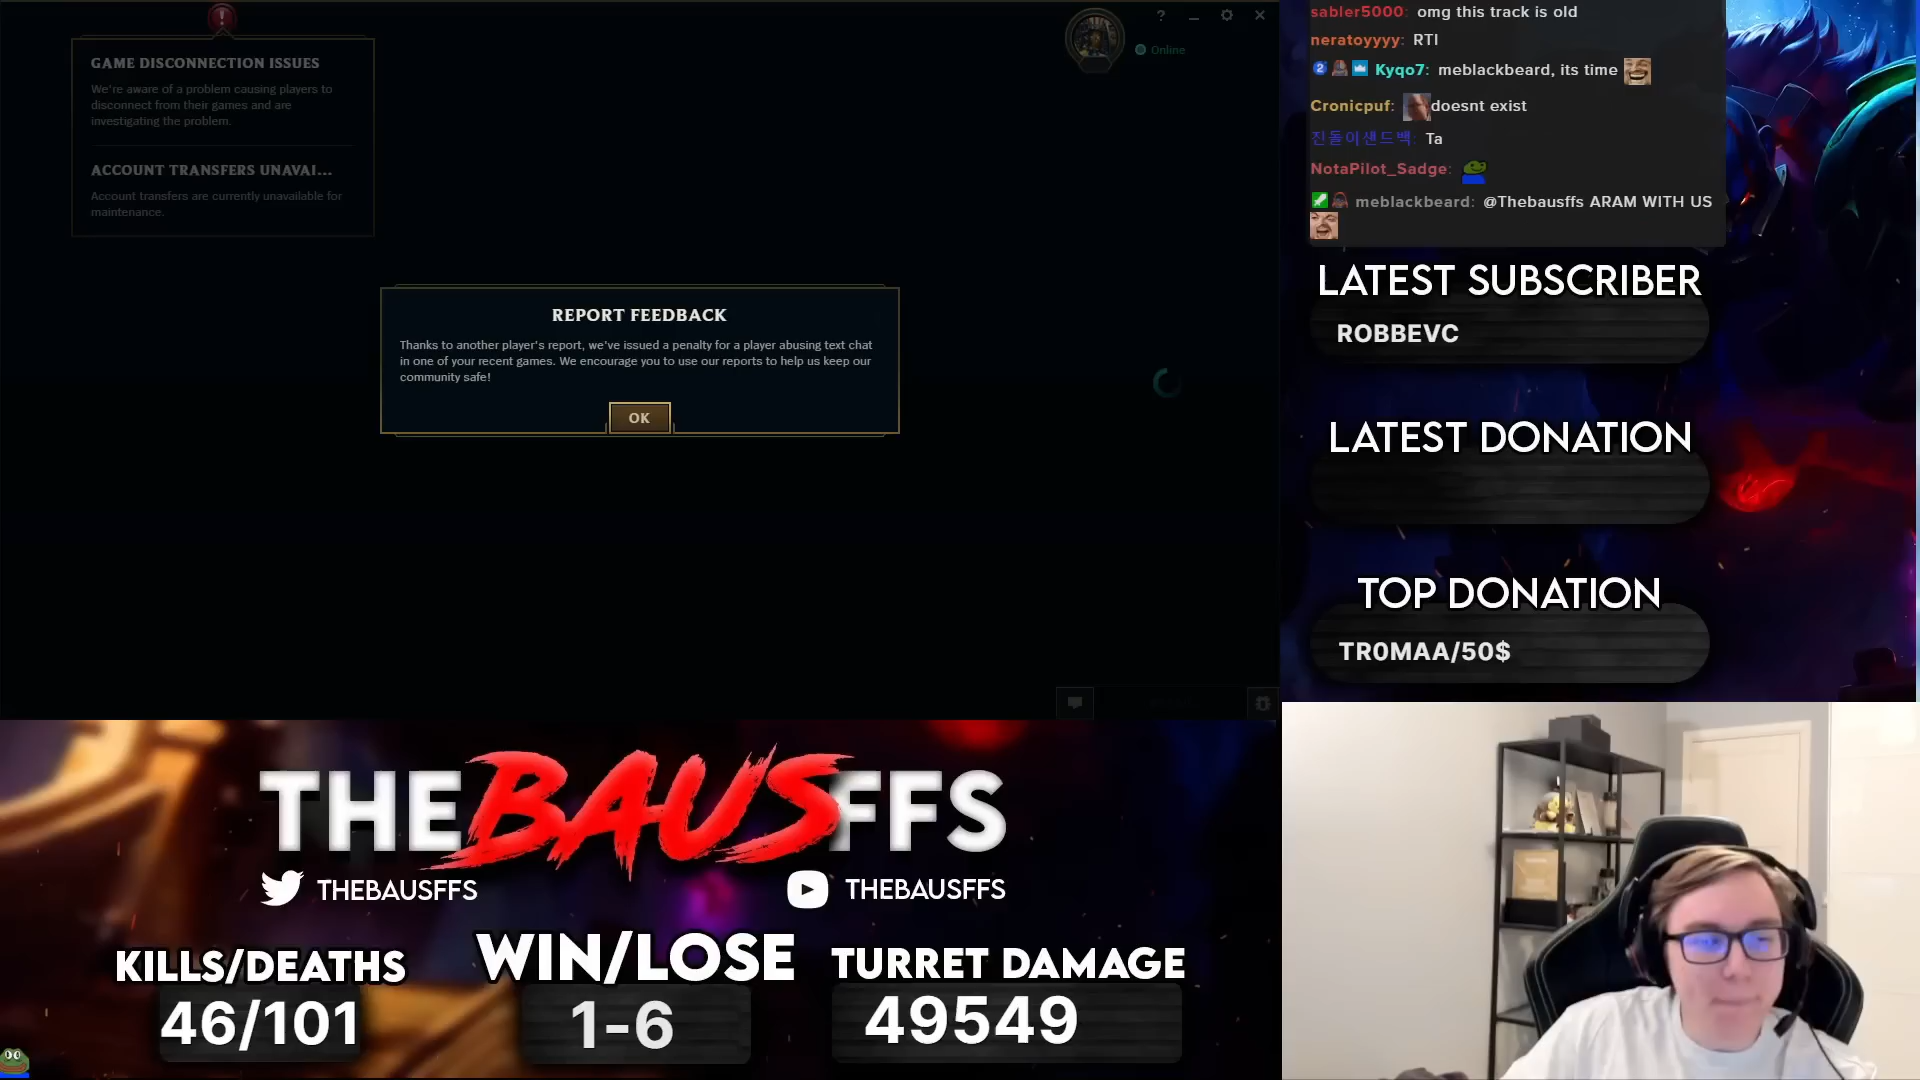 GAME DISCONNECTION ISSUES
We're aware of a problem causing players to
disconnect from their games and are
investigating the problem.
ACCOUNT TRANSFERS UNAVAI...
Account transfers are currently unavailable for
maintenance.
?
Online
REPORT FEEDBACK
Thanks to another player's report, we've issued a penalty for a player abusing text chat
in one of your recent games. We encourage you to use our reports to help us keep our
community safe!
OK
sabler5000: omg this track is old
neratoyyyy: RTI
2 Kyqo7: meblackbeard, its time
Cronicpuf: doesnt exist
진돌이샌드백: Ta
NotaPilot_Sadge:
meblackbeard: @Thebausffs ARAM WITH US
LATEST SUBSCRIBER
ROBBEVC
LATEST DONATION
TOP DONATION
TR0MAA/50$
THEBAUSFFS
THEBAUSFFS
THEBAUSFFS
KILLS/DEATHS
46/101
WIN/LOSE
1-6
TURRET DAMAGE
49549